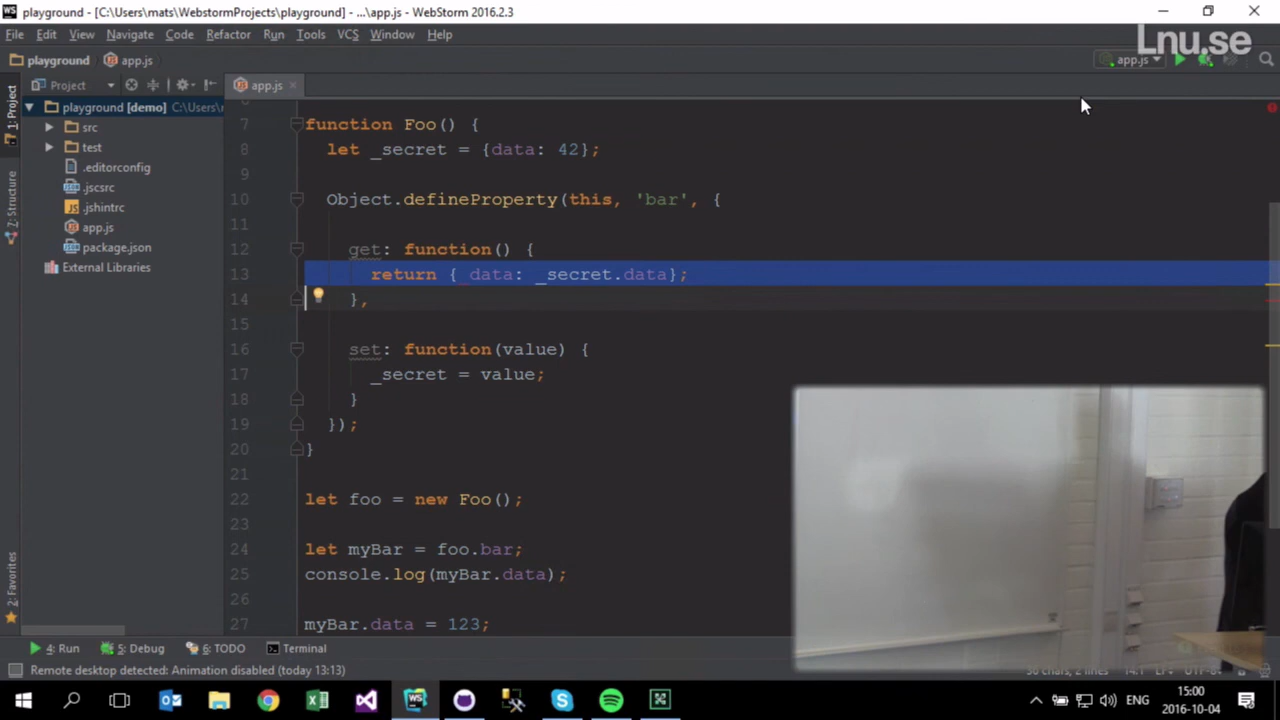 playground - [C:\Users\mats\WebstormProjects\playground] - ...\app.js - WebStorm 2016.2.3
File Edit View Navigate Code Refactor Run Tools VCS Window Help
Lnu.se
playground app.js
app.js
Project
app.js
1: Project
7: Structure
2: Favorites
playground [demo] C:\Users\
src
test
.editorconfig
.jscsrc
.jshintrc
app.js
package.json
External Libraries
7 function Foo() {
8 let _secret = {data: 42};
9
10 Object.defineProperty(this, 'bar', {
11
12 get: function() {
13 return { data: _secret.data};
14 },
15
16 set: function(value) {
17 _secret = value;
18 }
19 });
20 }
21
22 let foo = new Foo();
23
24 let myBar = foo.bar;
25 console.log(myBar.data);
26
27 myBar.data = 123;
4: Run 5: Debug 6: TODO Terminal
Remote desktop detected: Animation disabled (today 13:13)
ENG
15:00
2016-10-04